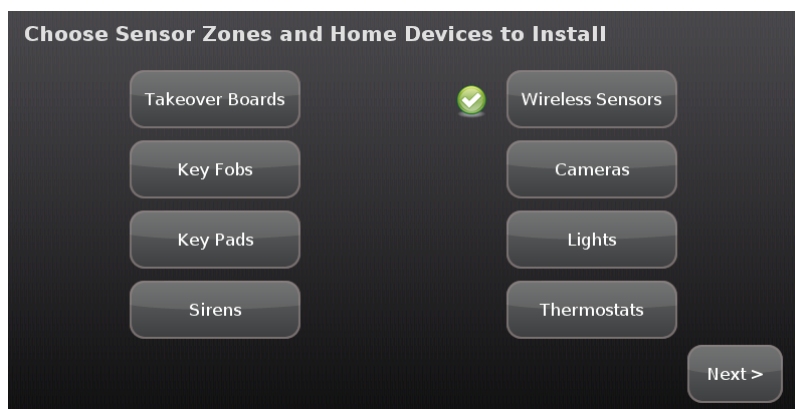 Choose Sensor Zones and Home Devices to Install
Takeover Boards
Wireless Sensors
Key Fobs
Cameras
Key Pads
Lights
Sirens
Thermostats
Next >